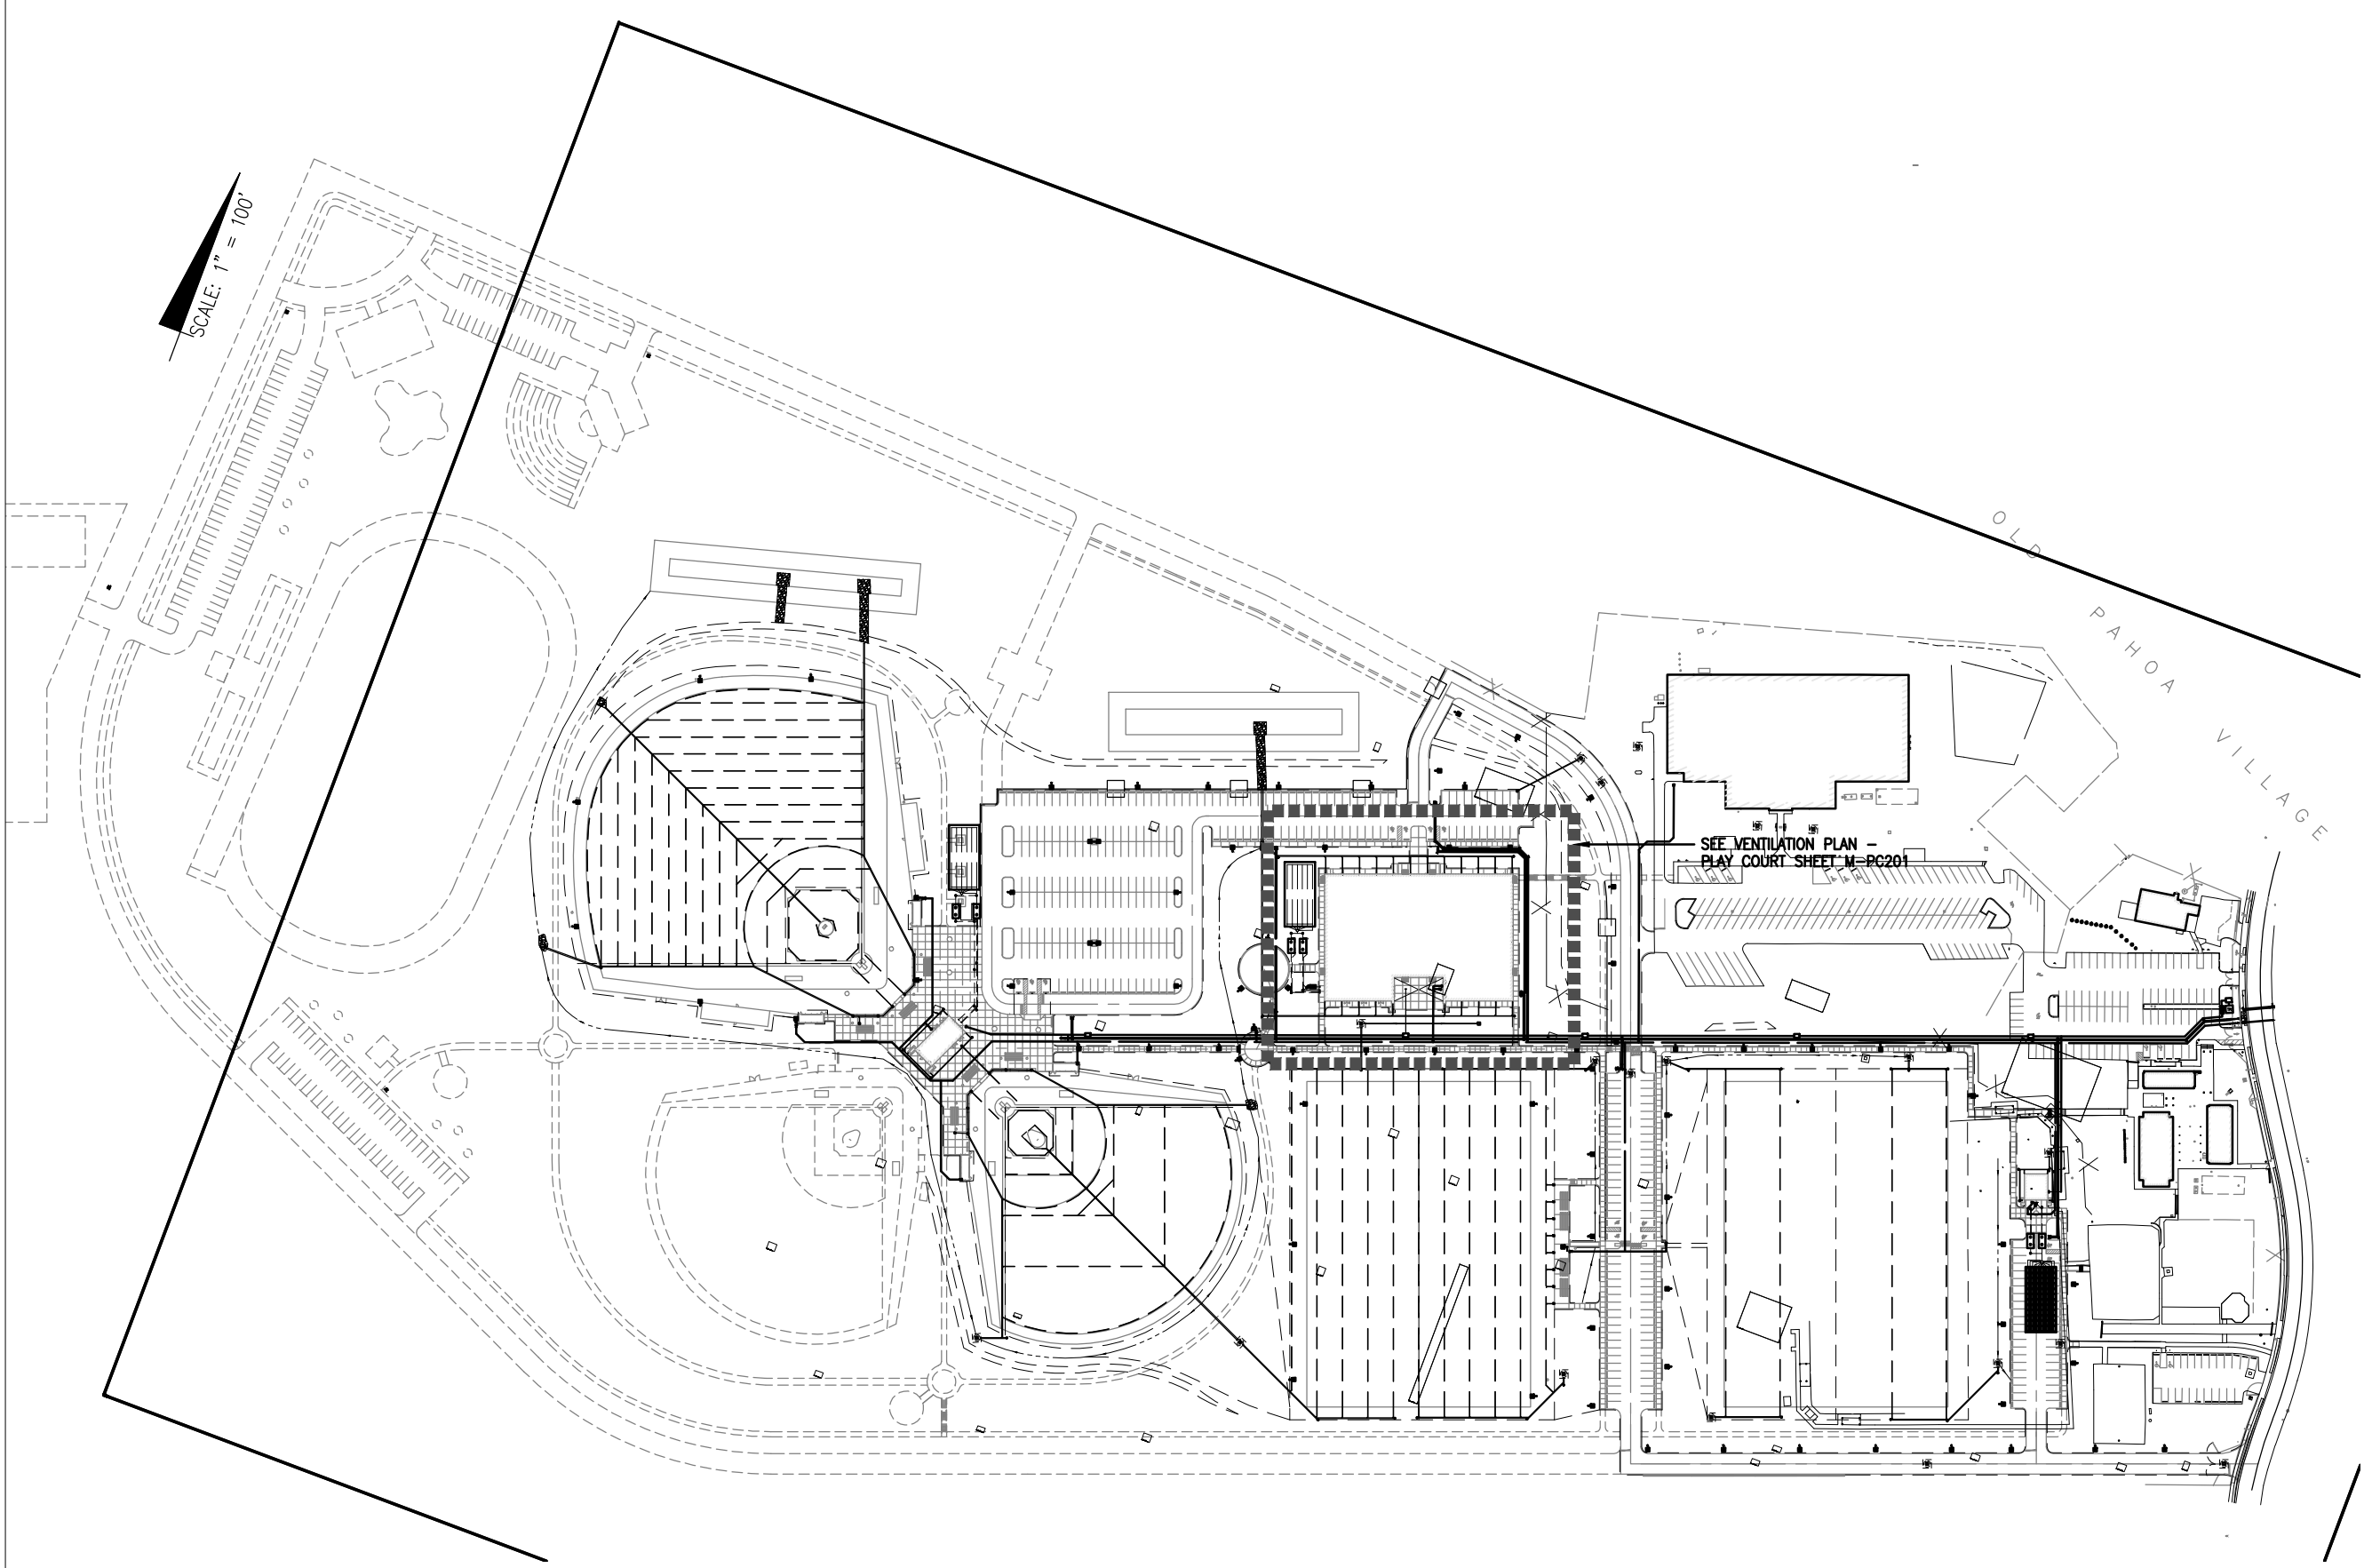 SCALE: 1" = 100'
OLD PAHOA VILLAGE
SEE VENTILATION PLAN -
PLAY COURT SHEET M-PC201